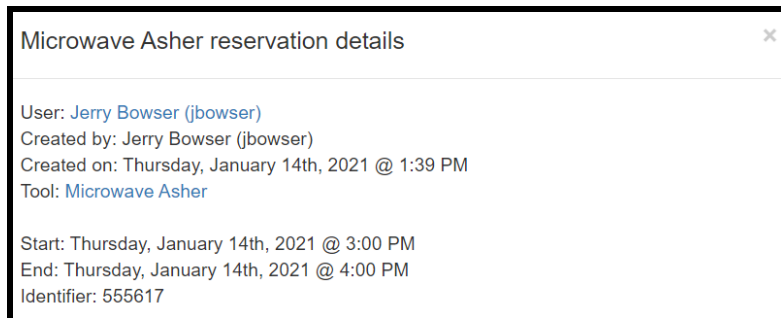 Microwave Asher reservation details
×
User: Jerry Bowser (jbowser)
Created by: Jerry Bowser (jbowser)
Created on: Thursday, January 14th, 2021 @ 1:39 PM
Tool: Microwave Asher
Start: Thursday, January 14th, 2021 @ 3:00 PM
End: Thursday, January 14th, 2021 @ 4:00 PM
Identifier: 555617